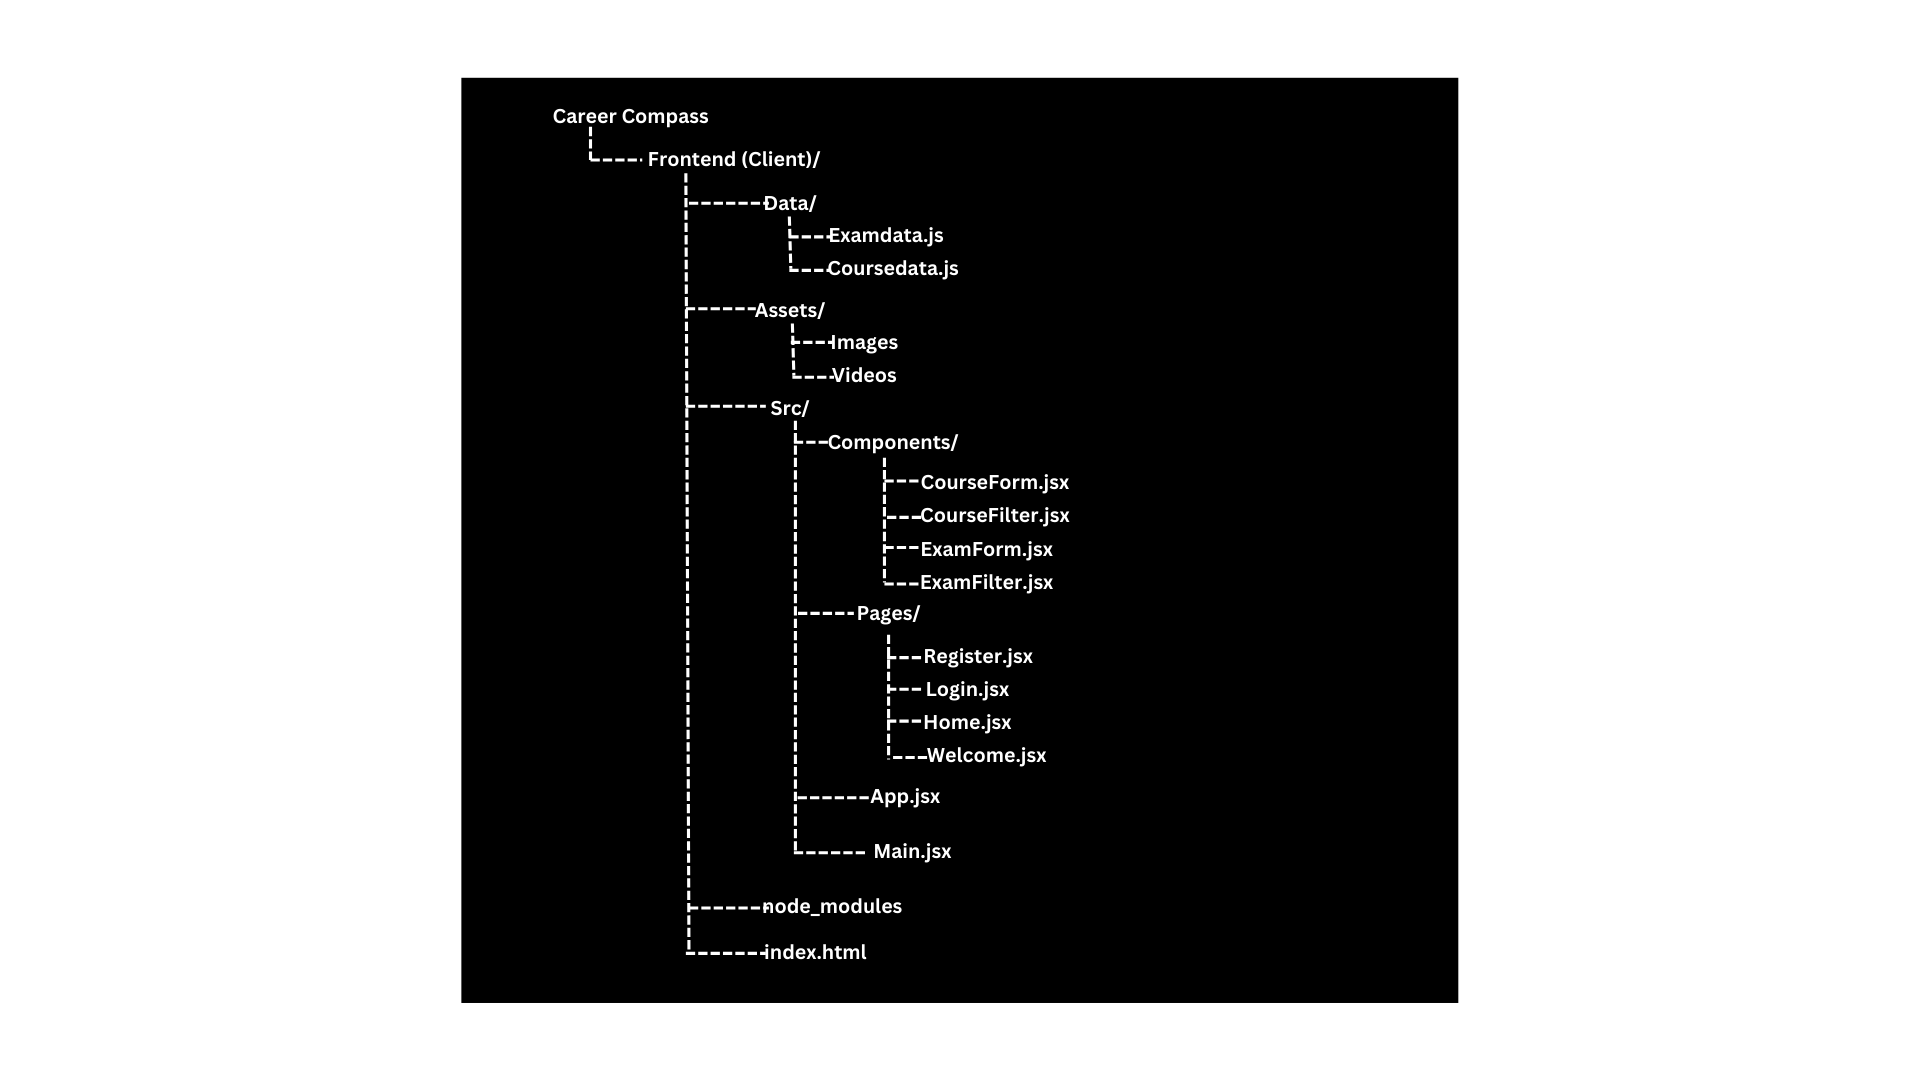 Career Compass
Frontend (Client)/
Data/
Examdata.js
Coursedata.js
Assets/
Images
Videos
Src/
Components/
CourseForm.jsx
CourseFilter.jsx
ExamForm.jsx
ExamFilter.jsx
Pages/
Register.jsx
Login.jsx
Home.jsx
Welcome.jsx
App.jsx
Main.jsx
node_modules
index.html